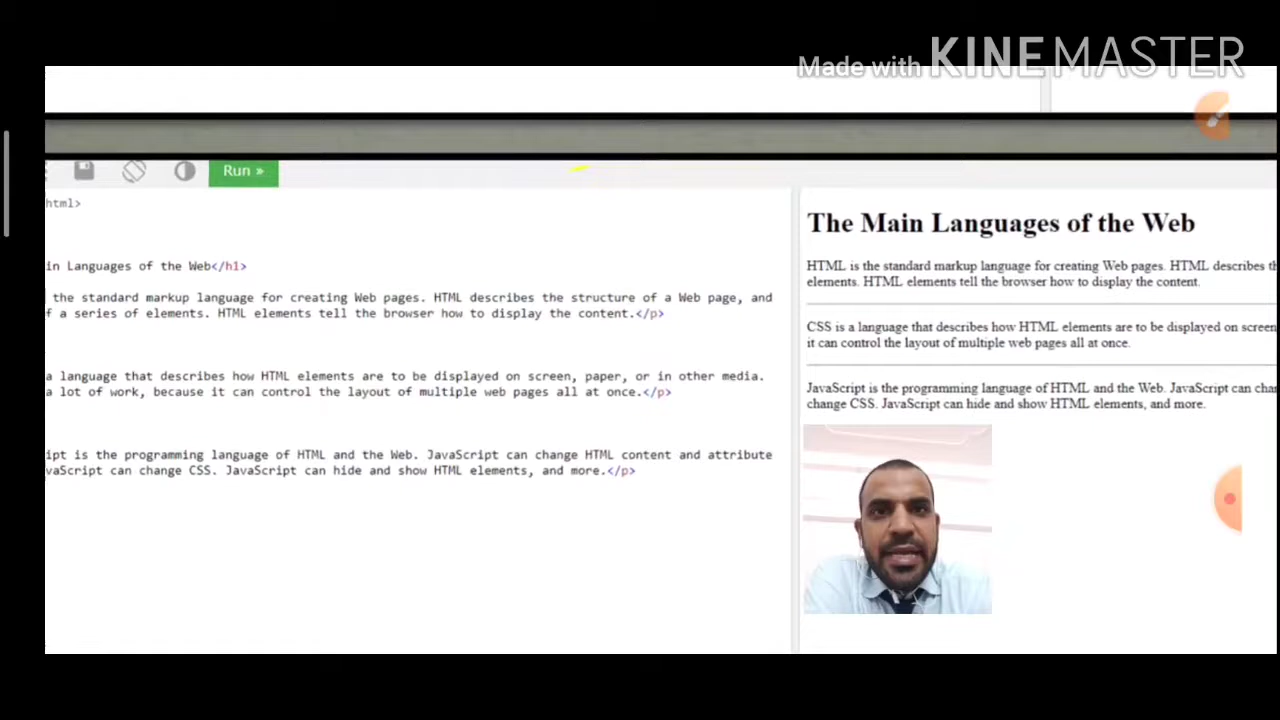 Made with KINEMASTER
Run »
html>
in Languages of the Web</h1>
the standard markup language for creating Web pages. HTML describes the structure of a Web page, and
f a series of elements. HTML elements tell the browser how to display the content.</p>
a language that describes how HTML elements are to be displayed on screen, paper, or in other media.
a lot of work, because it can control the layout of multiple web pages all at once.</p>
ipt is the programming language of HTML and the Web. JavaScript can change HTML content and attribute
vaScript can change CSS. JavaScript can hide and show HTML elements, and more.</p>
The Main Languages of the Web
HTML is the standard markup language for creating Web pages. HTML describes th
elements. HTML elements tell the browser how to display the content.
CSS is a language that describes how HTML elements are to be displayed on screen
it can control the layout of multiple web pages all at once.
JavaScript is the programming language of HTML and the Web. JavaScript can cha
change CSS. JavaScript can hide and show HTML elements, and more.